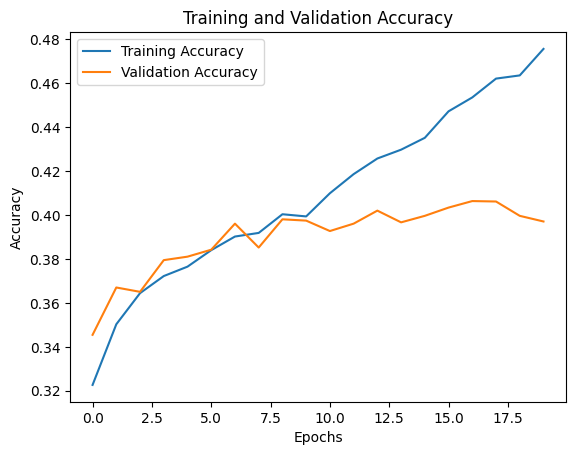 Training and Validation Accuracy
Training Accuracy
Validation Accuracy
Accuracy
0.48
0.46
0.44
0.42
0.40
0.38
0.36
0.34
0.32
0.0 2.5 5.0 7.5 10.0 12.5 15.0 17.5
Epochs